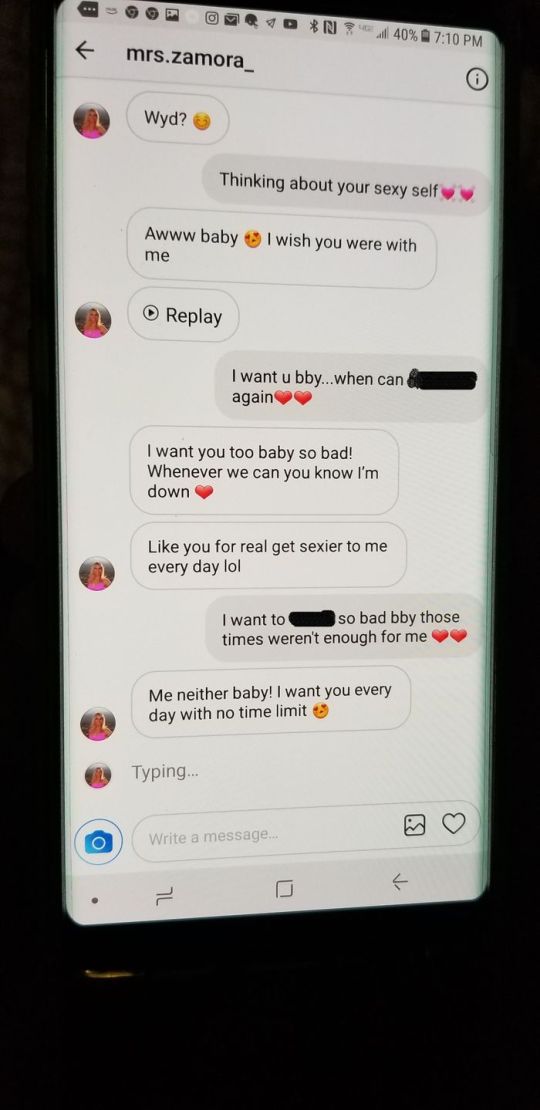 40% 7:10 PM
mrs.zamora_
Wyd? 😊
Thinking about your sexy self💓💓
Awww baby 😍 I wish you were with
me
Replay
I want u bby...when can
again❤️❤️
I want you too baby so bad!
Whenever we can you know I'm
down ❤️
Like you for real get sexier to me
every day lol
I want to so bad bby those
times weren't enough for me ❤️❤️
Me neither baby! I want you every
day with no time limit 😍
Typing...
Write a message...